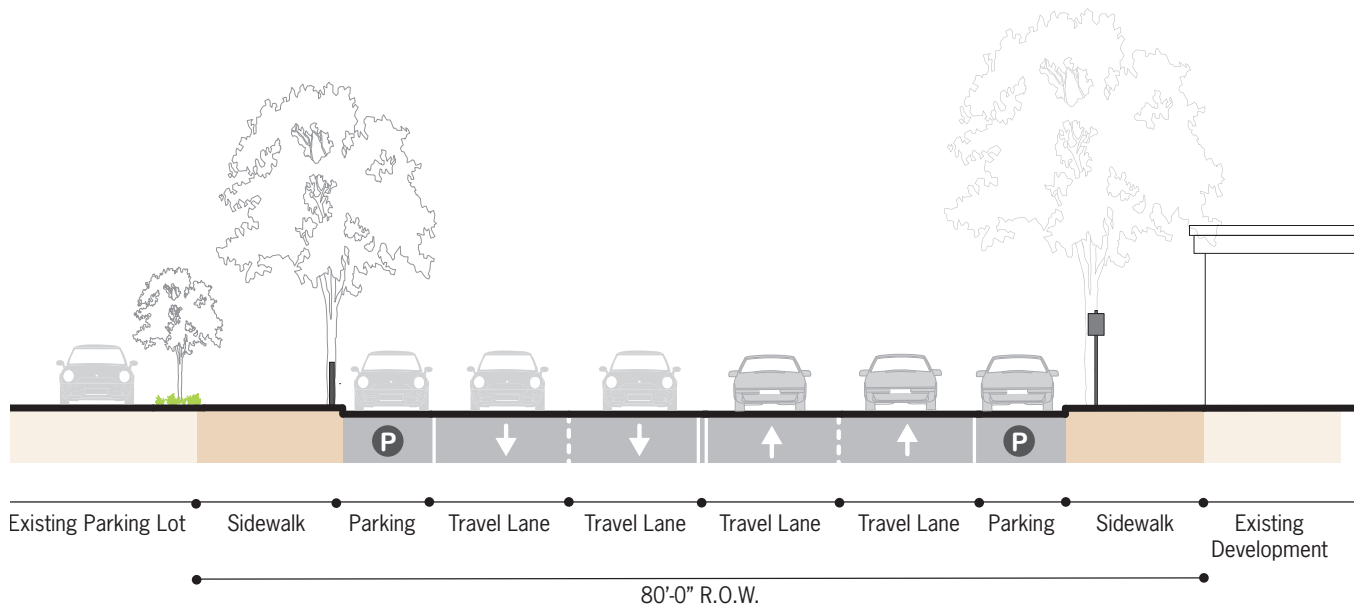 P
P
Existing Parking Lot
Sidewalk
Parking
Travel Lane
Travel Lane
Travel Lane
Travel Lane
Parking
Sidewalk
Existing
Development
80'-0" R.O.W.